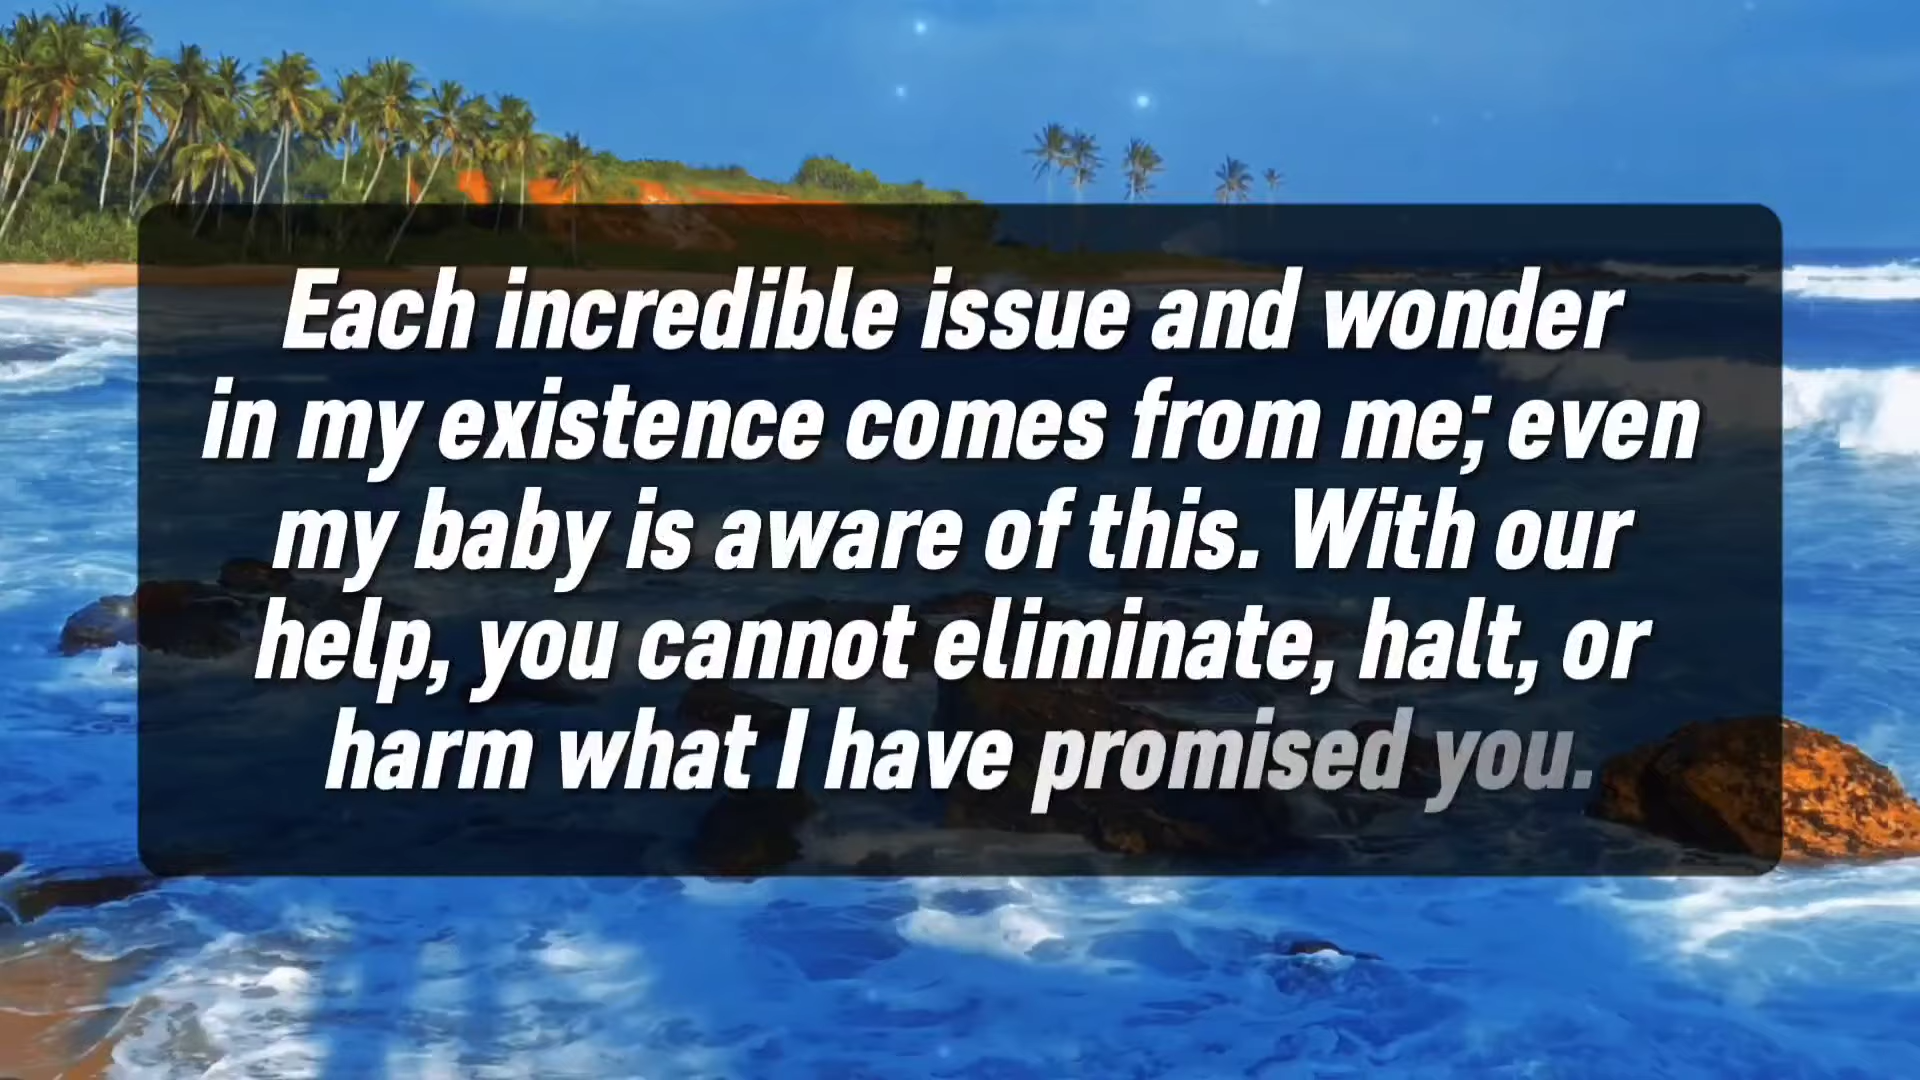 Each incredible issue and wonder
in my existence comes from me; even
my baby is aware of this. With our
help, you cannot eliminate, halt, or
harm what I have promised you.